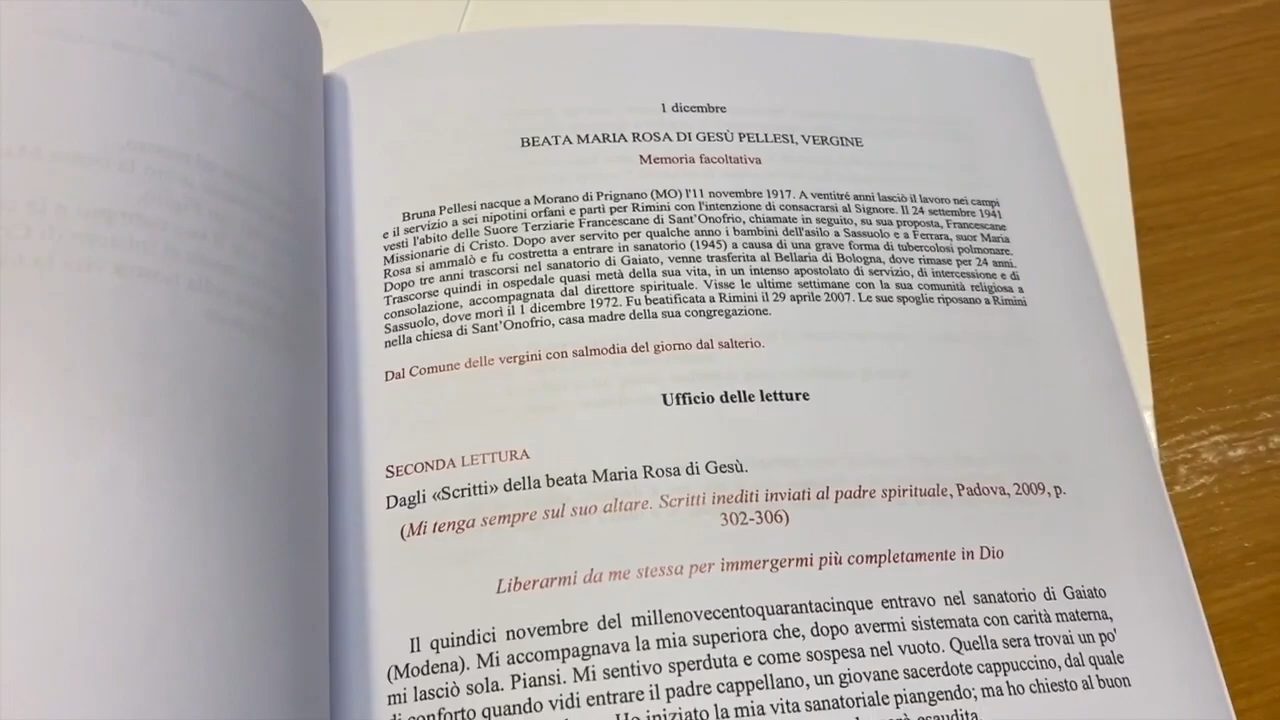 1 dicembre
BEATA MARIA ROSA DI GESÙ PELLESI, VERGINE
Memoria facoltativa
Bruna Pellesi nacque a Morano di Prignano (MO) l'11 novembre 1917. A ventitré anni lasciò il lavoro nei campi
e il servizio a sei nipotini orfani e partì per Rimini con l'intenzione di consacrarsi al Signore. Il 24 settembre 1941
vestì l'abito delle Suore Terziarie Francescane di Sant'Onofrio, chiamate in seguito, su sua proposta, Francescane
Missionarie di Cristo. Dopo aver servito per qualche anno i bambini dell'asilo a Sassuolo e a Ferrara, suor Maria
Rosa si ammalò e fu costretta a entrare in sanatorio (1945) a causa di una grave forma di tubercolosi polmonare.
Dopo tre anni trascorsi nel sanatorio di Gaiato, venne trasferita al Bellaria di Bologna, dove rimase per 24 anni.
Trascorse quindi in ospedale quasi metà della sua vita, in un intenso apostolato di servizio, di intercessione e di
consolazione, accompagnata dal direttore spirituale. Visse le ultime settimane con la sua comunità religiosa a
Sassuolo, dove morì il 1 dicembre 1972. Fu beatificata a Rimini il 29 aprile 2007. Le sue spoglie riposano a Rimini
nella chiesa di Sant'Onofrio, casa madre della sua congregazione.
Dal Comune delle vergini con salmodia del giorno dal salterio.
Ufficio delle letture
SECONDA LETTURA
Dagli «Scritti» della beata Maria Rosa di Gesù.
(Mi tenga sempre sul suo altare. Scritti inediti inviati al padre spirituale, Padova, 2009, p.
302-306)
Liberarmi da me stessa per immergermi più completamente in Dio
Il quindici novembre del millenovecentoquarantacinque entravo nel sanatorio di Gaiato
(Modena). Mi accompagnava la mia superiora che, dopo avermi sistemata con carità materna,
mi lasciò sola. Piansi. Mi sentivo sperduta e come sospesa nel vuoto. Quella sera trovai un po'
di conforto quando vidi entrare il padre cappellano, un giovane sacerdote cappuccino, dal quale
Ho iniziato la mia vita sanatoriale piangendo; ma ho chiesto al buon
esaudita.